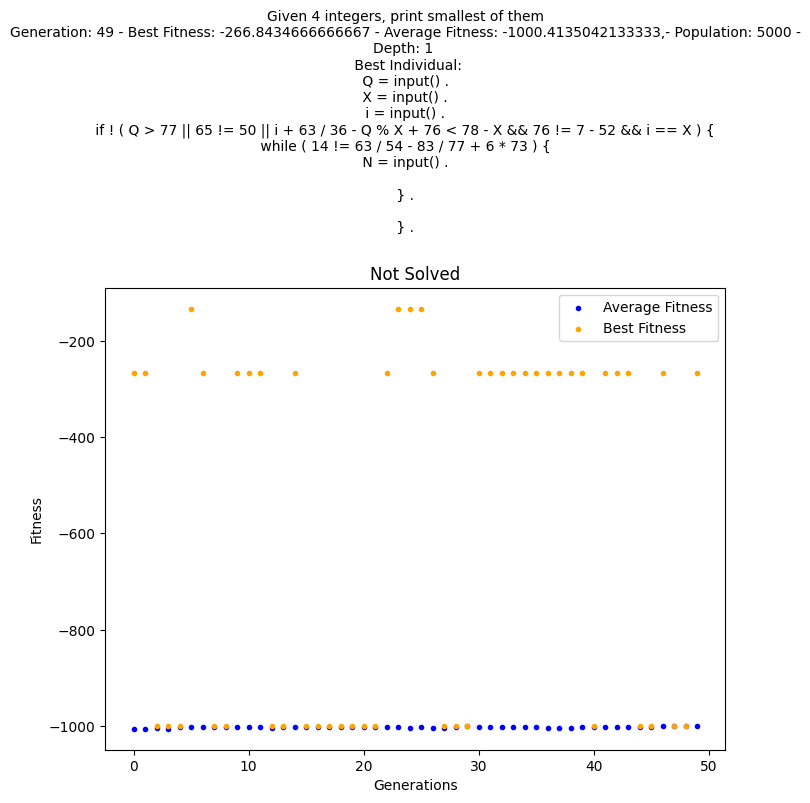 Given 4 integers, print smallest of them
Generation: 49 - Best Fitness: -266.8434666666667 - Average Fitness: -1000.4135042133333,- Population: 5000 -
Depth: 1
Best Individual:
Q = input() .
X = input() .
i = input() .
if ! ( Q > 77 || 65 != 50 || i + 63 / 36 - Q % X + 76 < 78 - X && 76 != 7 - 52 && i == X ) {
while ( 14 != 63 / 54 - 83 / 77 + 6 * 73 ) {
N = input() .
} .
} .
Not Solved
Average Fitness
Best Fitness
−200
−400
−600
−800
−1000
Fitness
0 10 20 30 40 50
Generations